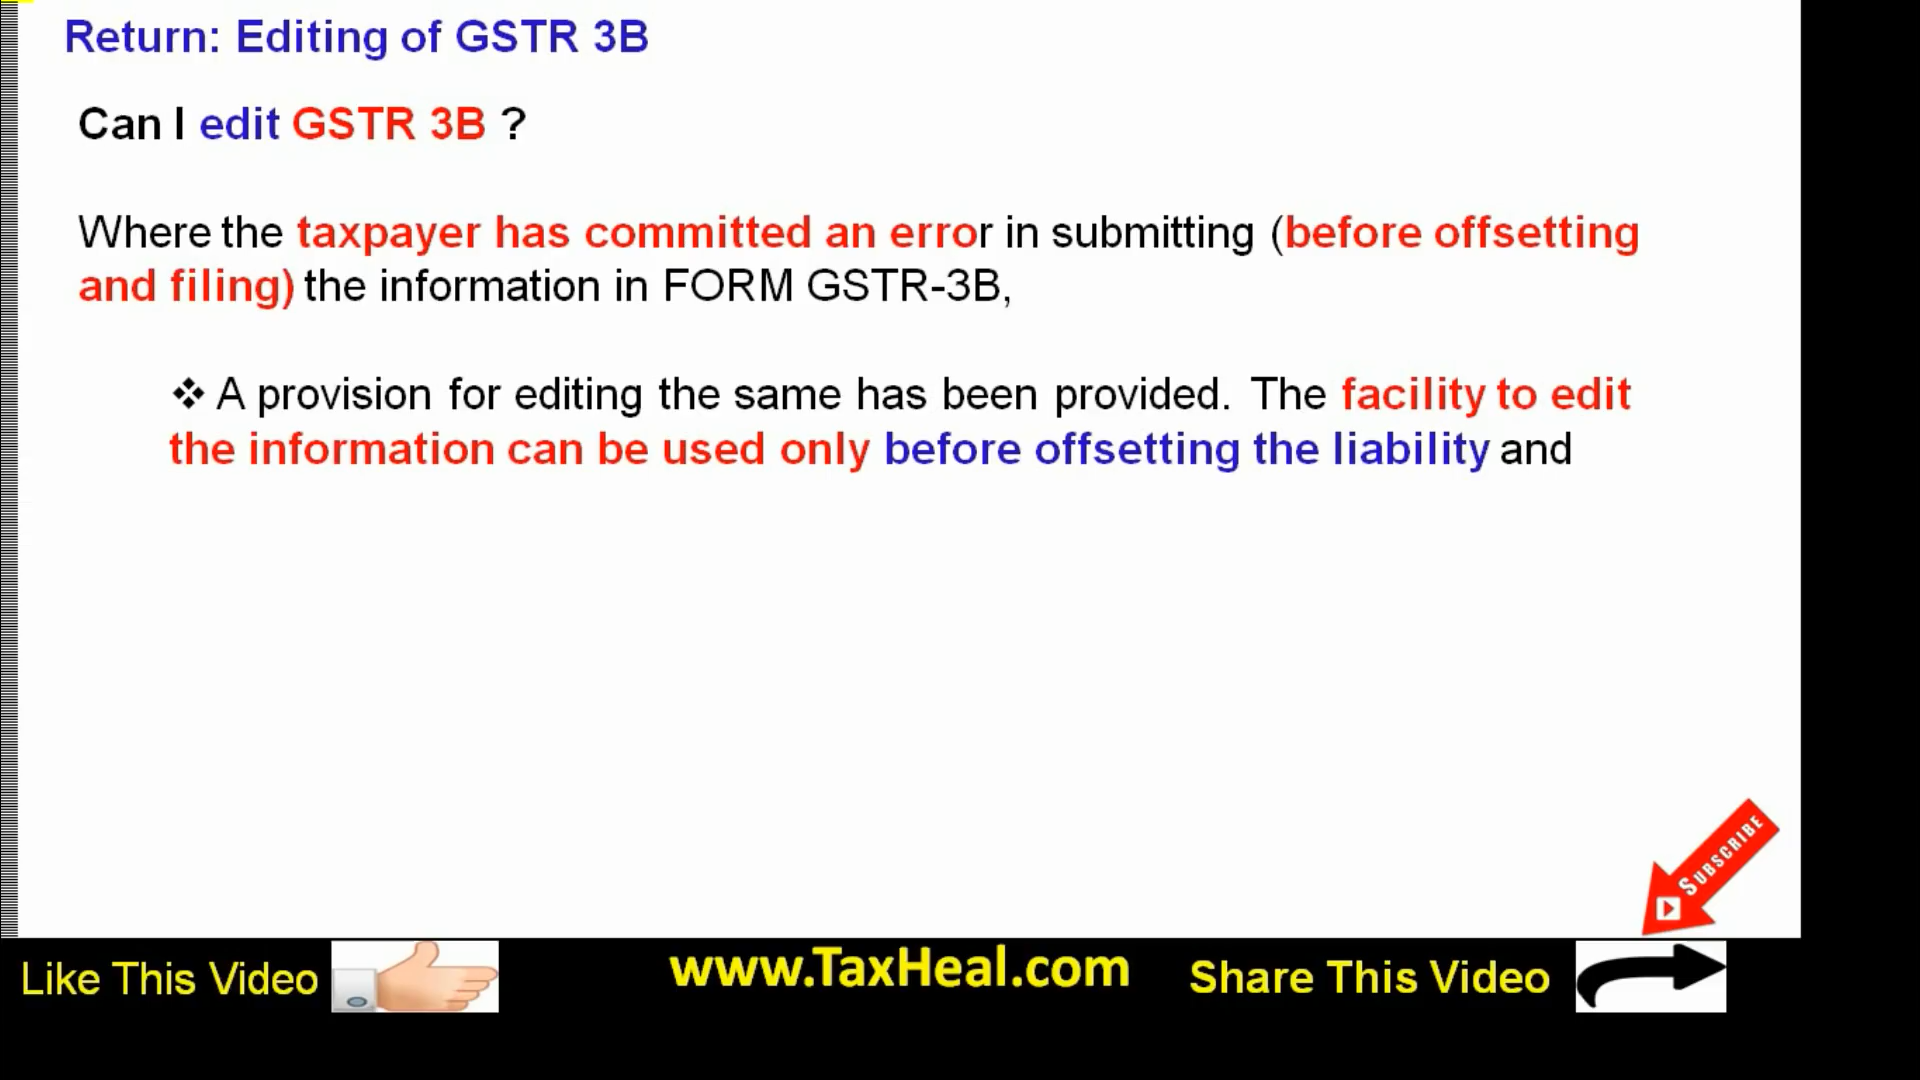 Return: Editing of GSTR 3B
Can I edit GSTR 3B ?
Where the taxpayer has committed an error in submitting (before offsetting
and filing) the information in FORM GSTR-3B,
❖ A provision for editing the same has been provided. The facility to edit
the information can be used only before offsetting the liability and
SUBSCRIBE
Like This Video
www.TaxHeal.com
Share This Video